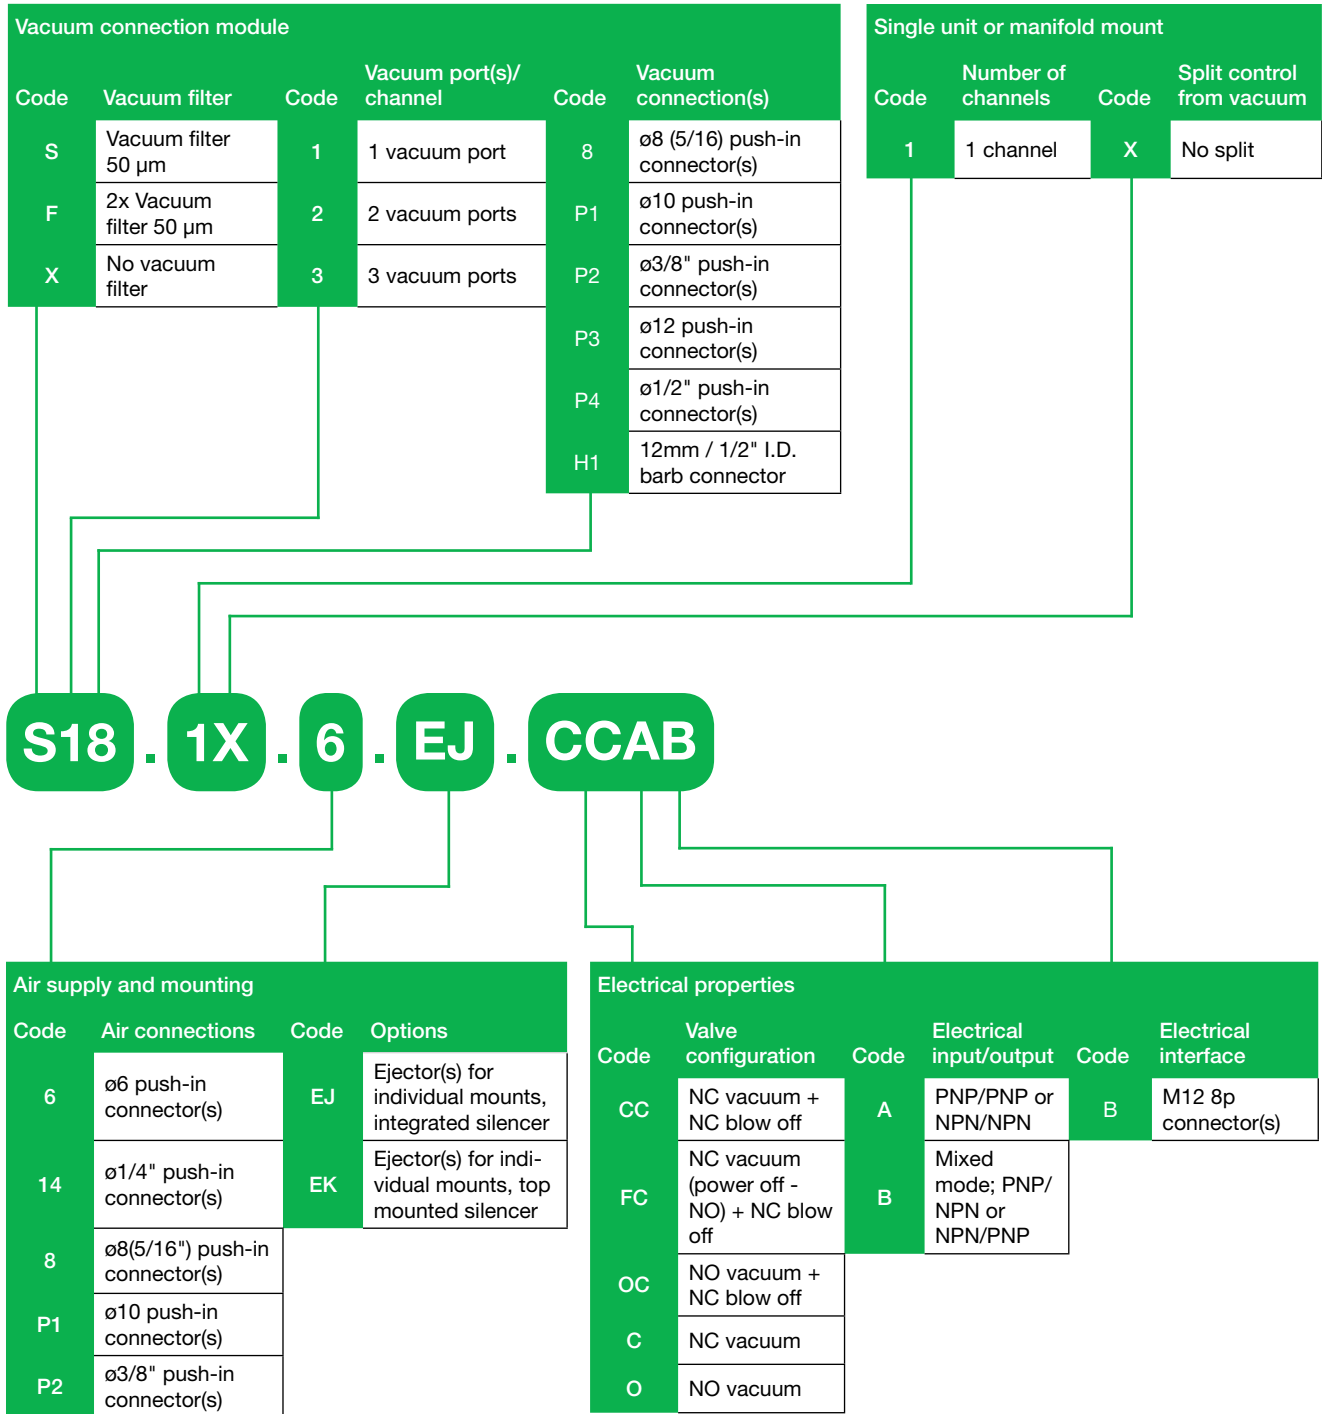 Vacuum connection module
Code
Vacuum filter
Code
Vacuum port(s)/
channel
Code
Vacuum
connection(s)
S
Vacuum filter
50 µm
1
1 vacuum port
8
ø8 (5/16) push-in
connector(s)
F
2x Vacuum
filter 50 µm
2
2 vacuum ports
P1
ø10 push-in
connector(s)
X
No vacuum
filter
3
3 vacuum ports
P2
ø3/8" push-in
connector(s)
P3
ø12 push-in
connector(s)
P4
ø1/2" push-in
connector(s)
H1
12mm / 1/2" I.D.
barb connector
Single unit or manifold mount
Code
Number of
channels
Code
Split control
from vacuum
1
1 channel
X
No split
S18 . 1X . 6 . EJ . CCAB
Air supply and mounting
Code
Air connections
Code
Options
6
ø6 push-in
connector(s)
EJ
Ejector(s) for
individual mounts,
integrated silencer
14
ø1/4" push-in
connector(s)
EK
Ejector(s) for indi-
vidual mounts, top
mounted silencer
8
ø8(5/16") push-in
connector(s)
P1
ø10 push-in
connector(s)
P2
ø3/8" push-in
connector(s)
Electrical properties
Code
Valve
configuration
Code
Electrical
input/output
Code
Electrical
interface
CC
NC vacuum +
NC blow off
A
PNP/PNP or
NPN/NPN
B
M12 8p
connector(s)
FC
NC vacuum
(power off -
NO) + NC blow
off
B
Mixed
mode; PNP/
NPN or
NPN/PNP
OC
NO vacuum +
NC blow off
C
NC vacuum
O
NO vacuum